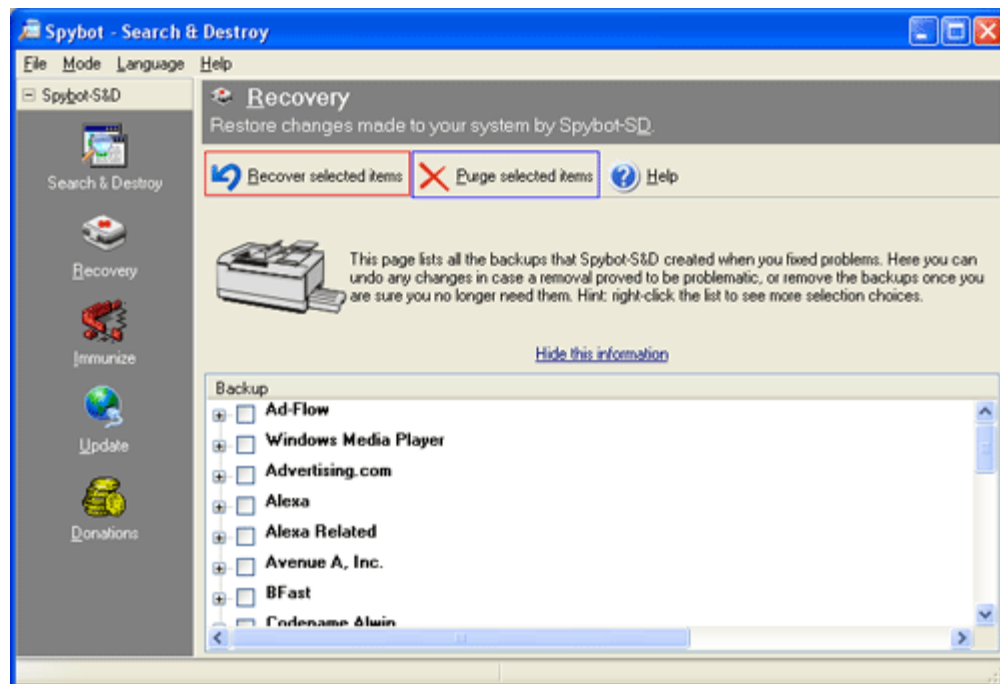 Spybot - Search & Destroy
File Mode Language Help
Spybot-S&D
Recovery
Restore changes made to your system by Spybot-SD.
Recover selected items Purge selected items Help
Search & Destroy
Recovery
Immunize
Update
Donations
This page lists all the backups that Spybot-S&D created when you fixed problems. Here you can
undo any changes in case a removal proved to be problematic, or remove the backups once you
are sure you no longer need them. Hint: right-click the list to see more selection choices.
Hide this information
Backup
Ad-Flow
Windows Media Player
Advertising.com
Alexa
Alexa Related
Avenue A, Inc.
BFast
Codename Alwin